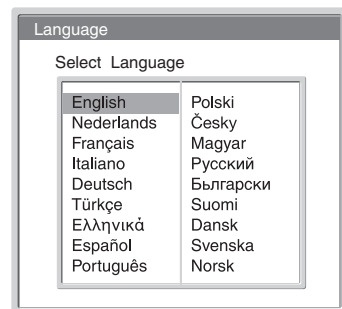 Language
Select Language
English
Nederlands
Français
Italiano
Deutsch
Türkçe
Ελληνικά
Español
Português
Polski
Česky
Magyar
Русский
Бьлгарски
Suomi
Dansk
Svenska
Norsk